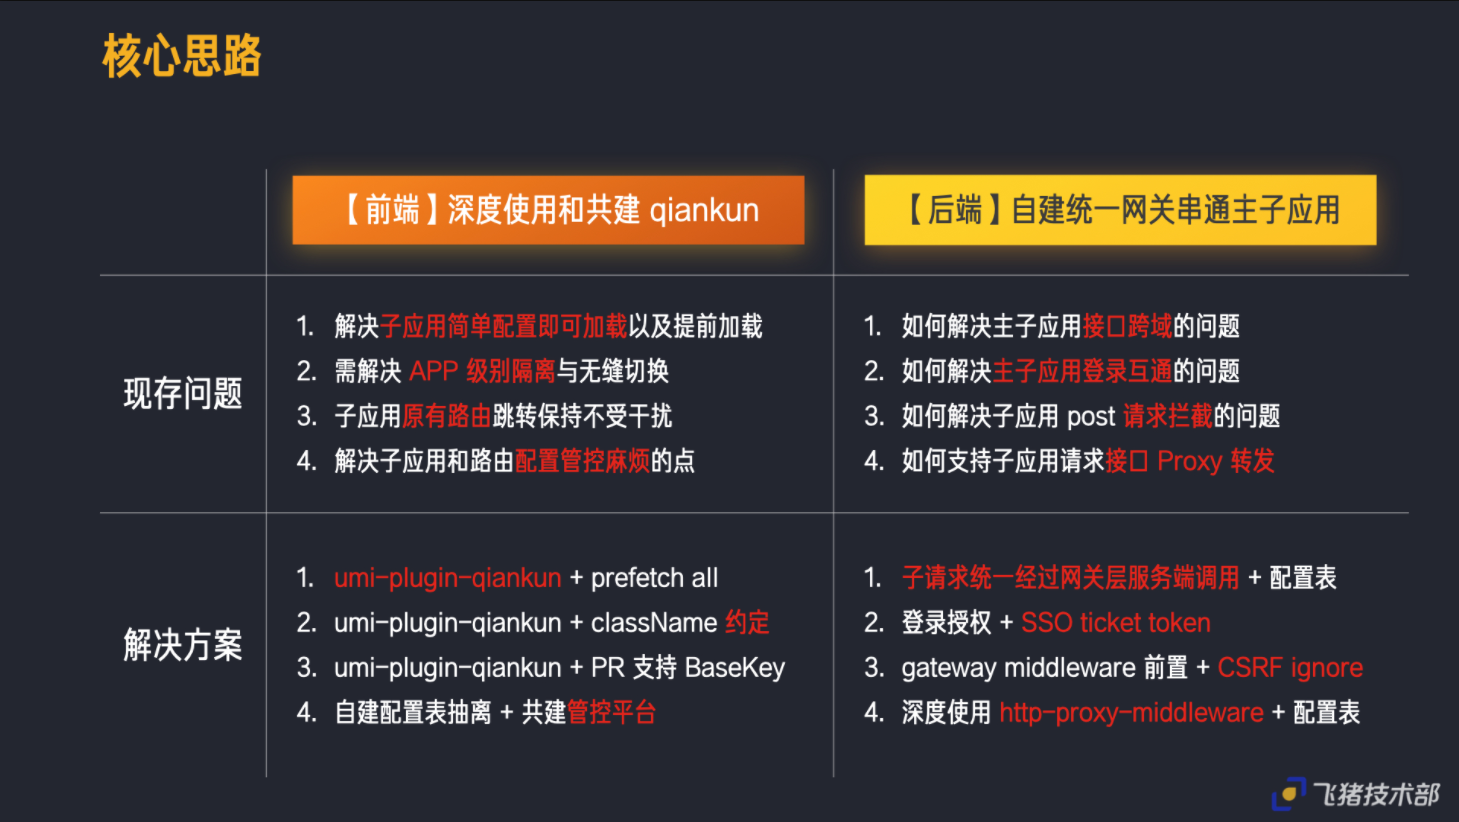 核心思路
【前端】深度使用和共建 qiankun
【后端】自建统一网关串通主子应用
现存问题
1. 解决子应用简单配置即可加载以及提前加载
2. 需解决 APP 级别隔离与无缝切换
3. 子应用原有路由跳转保持不受干扰
4. 解决子应用和路由配置管控麻烦的点
1. 如何解决主子应用接口跨域的问题
2. 如何解决主子应用登录互通的问题
3. 如何解决子应用 post 请求拦截的问题
4. 如何支持子应用请求接口 Proxy 转发
解决方案
1. umi-plugin-qiankun + prefetch all
2. umi-plugin-qiankun + className 约定
3. umi-plugin-qiankun + PR 支持 BaseKey
4. 自建配置表抽离 + 共建管控平台
1. 子请求统一经过网关层服务端调用 + 配置表
2. 登录授权 + SSO ticket token
3. gateway middleware 前置 + CSRF ignore
4. 深度使用 http-proxy-middleware + 配置表
飞猪技术部